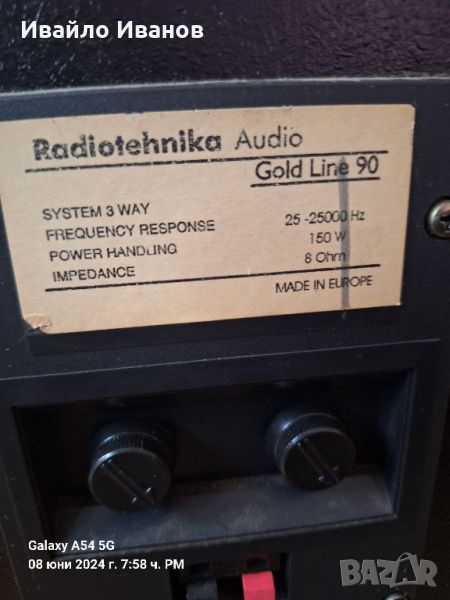 Ивайло Иванов
Radiotehnika Audio
Gold Line 90
SYSTEM 3 WAY
FREQUENCY RESPONSE 25 -25000 Hz
POWER HANDLING 150 W
IMPEDANCE 8 Ohm
MADE IN EUROPE
Galaxy A54 5G
08 юни 2024 г. 7:58 ч. PM
BAZAR